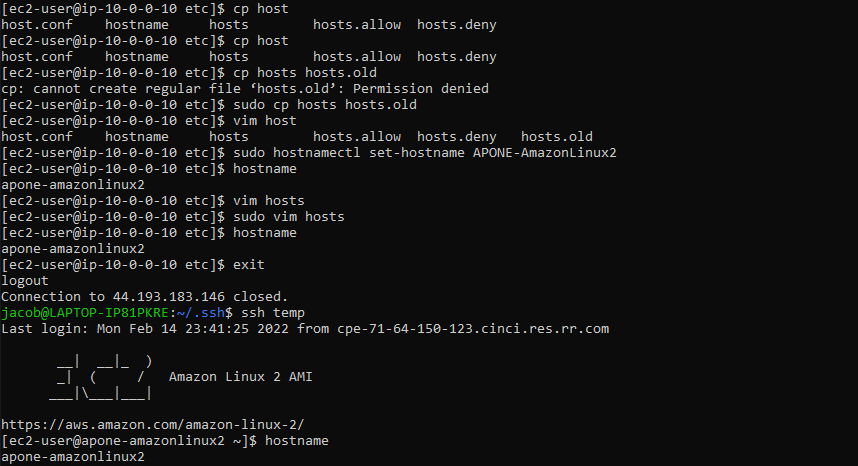 [ec2-user@ip-10-0-0-10 etc]$ cp host
host.conf    hostname     hosts        hosts.allow  hosts.deny
[ec2-user@ip-10-0-0-10 etc]$ cp host
host.conf    hostname     hosts        hosts.allow  hosts.deny
[ec2-user@ip-10-0-0-10 etc]$ cp hosts hosts.old
cp: cannot create regular file ‘hosts.old’: Permission denied
[ec2-user@ip-10-0-0-10 etc]$ sudo cp hosts hosts.old
[ec2-user@ip-10-0-0-10 etc]$ vim host
host.conf    hostname     hosts        hosts.allow  hosts.deny   hosts.old
[ec2-user@ip-10-0-0-10 etc]$ sudo hostnamectl set-hostname APONE-AmazonLinux2
[ec2-user@ip-10-0-0-10 etc]$ hostname
apone-amazonlinux2
[ec2-user@ip-10-0-0-10 etc]$ vim hosts
[ec2-user@ip-10-0-0-10 etc]$ sudo vim hosts
[ec2-user@ip-10-0-0-10 etc]$ hostname
apone-amazonlinux2
[ec2-user@ip-10-0-0-10 etc]$ exit
logout
Connection to 44.193.183.146 closed.
jacob@LAPTOP-IP81PKRE:~/.ssh$ ssh temp
Last login: Mon Feb 14 23:41:25 2022 from cpe-71-64-150-123.cinci.res.rr.com
       __|  __|_  )
       _|  (     /   Amazon Linux 2 AMI
      ___|\___|___|
https://aws.amazon.com/amazon-linux-2/
[ec2-user@apone-amazonlinux2 ~]$ hostname
apone-amazonlinux2